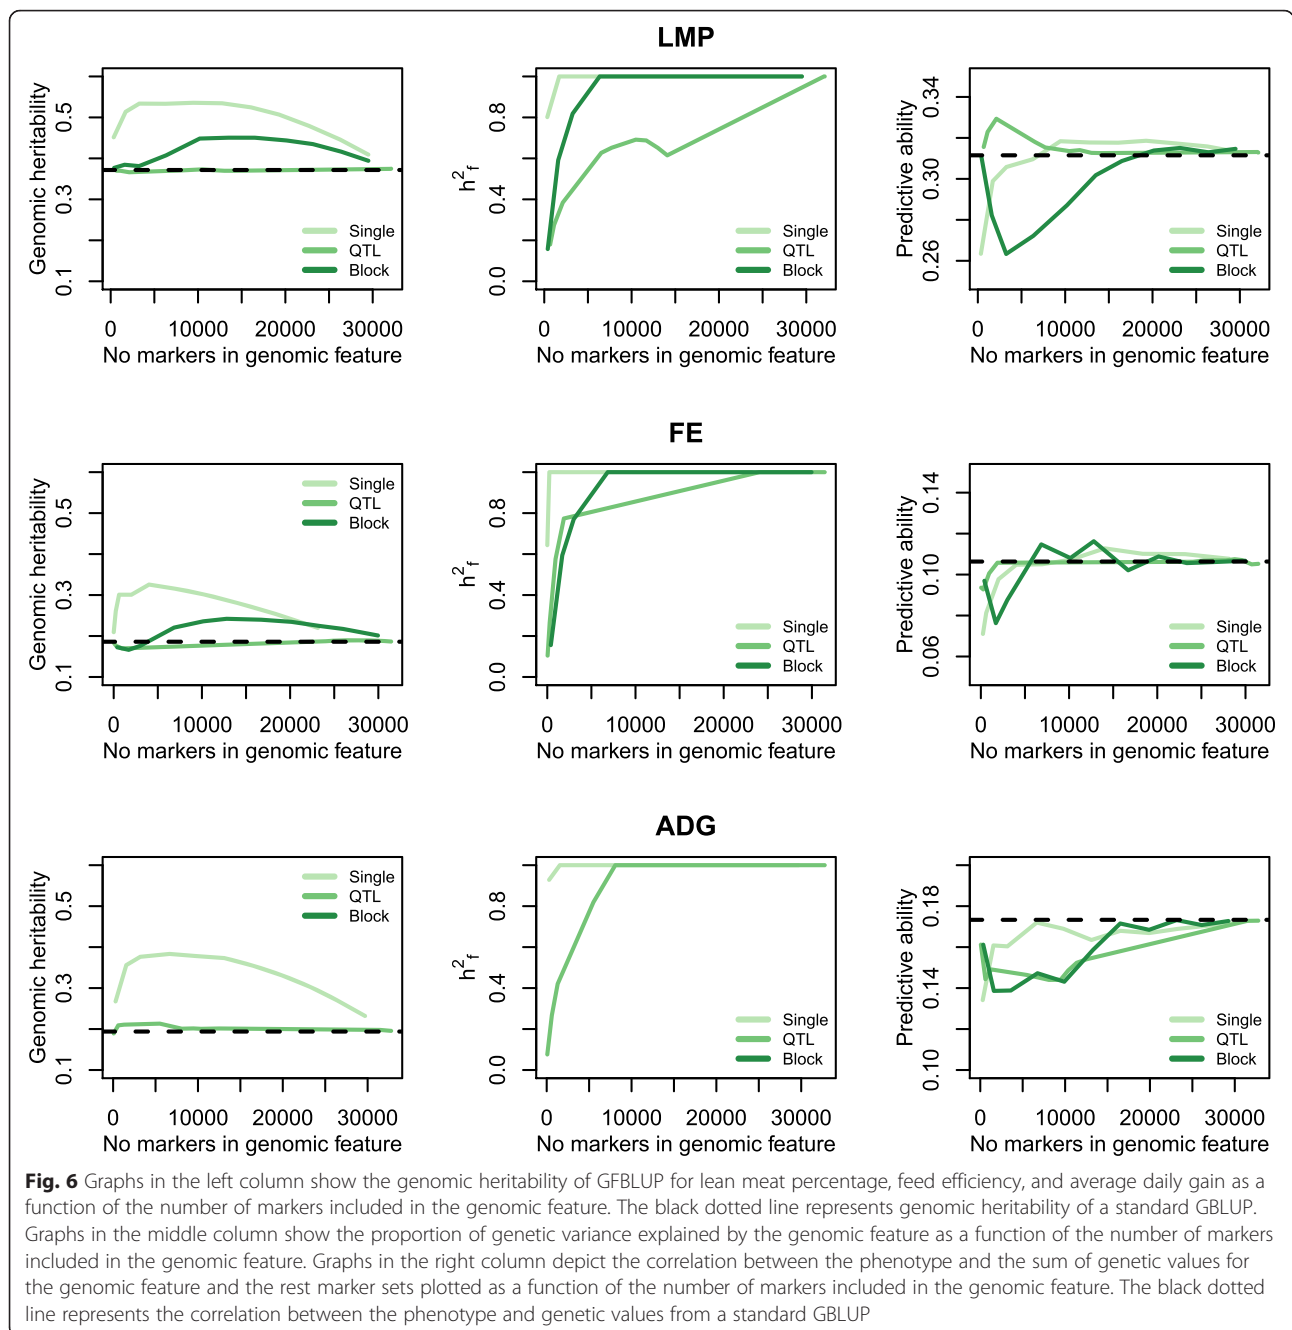 LMP
Genomic heritability
0.1 0.3 0.5
Single
QTL
Block
0 10000 20000 30000
No markers in genomic feature
h²f
0.0 0.4 0.8
Single
QTL
Block
0 10000 20000 30000
No markers in genomic feature
Predictive ability
0.26 0.30 0.34
Single
QTL
Block
0 10000 20000 30000
No markers in genomic feature
FE
Genomic heritability
0.1 0.3 0.5
Single
QTL
Block
0 10000 20000 30000
No markers in genomic feature
h²f
0.0 0.4 0.8
Single
QTL
Block
0 10000 20000 30000
No markers in genomic feature
Predictive ability
0.06 0.10 0.14
Single
QTL
Block
0 10000 20000 30000
No markers in genomic feature
ADG
Genomic heritability
0.1 0.3 0.5
Single
QTL
Block
0 10000 20000 30000
No markers in genomic feature
h²f
0.0 0.4 0.8
Single
QTL
Block
0 10000 20000 30000
No markers in genomic feature
Predictive ability
0.10 0.14 0.18
Single
QTL
Block
0 10000 20000 30000
No markers in genomic feature
Fig. 6 Graphs in the left column show the genomic heritability of GFBLUP for lean meat percentage, feed efficiency, and average daily gain as a
function of the number of markers included in the genomic feature. The black dotted line represents genomic heritability of a standard GBLUP.
Graphs in the middle column show the proportion of genetic variance explained by the genomic feature as a function of the number of markers
included in the genomic feature. Graphs in the right column depict the correlation between the phenotype and the sum of genetic values for
the genomic feature and the rest marker sets plotted as a function of the number of markers included in the genomic feature. The black dotted
line represents the correlation between the phenotype and genetic values from a standard GBLUP